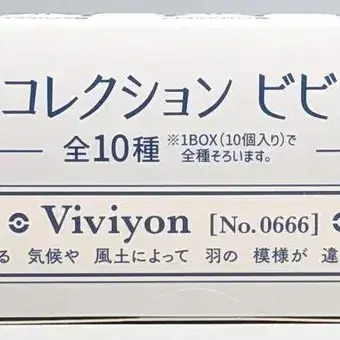 コレクション ビビ
全10種 ※1BOX(10個入り)で
全種そろいます。
Viviyon [No.0666]
る 気候や 風土によって 羽の 模様が 違